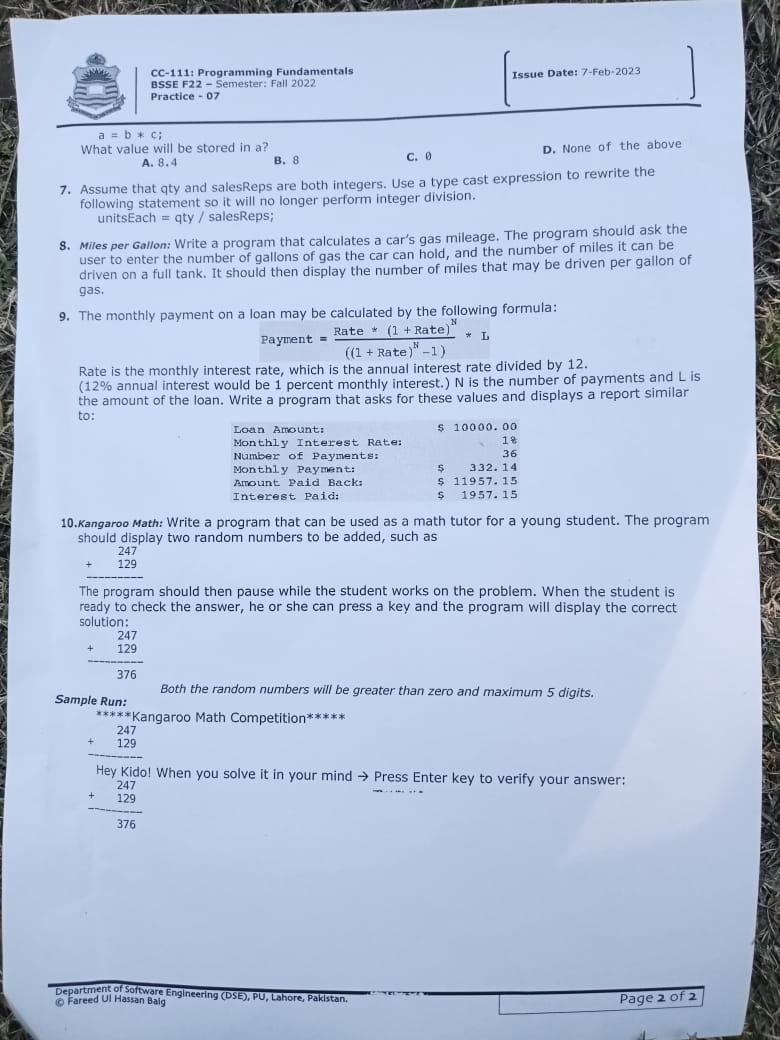 CC-111: Programming Fundamentals
BSSE F22 – Semester: Fall 2022
Practice - 07
Issue Date: 7-Feb-2023
a = b * c;
What value will be stored in a?
A. 8.4 B. 8 C. 0 D. None of the above
7. Assume that qty and salesReps are both integers. Use a type cast expression to rewrite the
following statement so it will no longer perform integer division.
unitsEach = qty / salesReps;
8. Miles per Gallon: Write a program that calculates a car's gas mileage. The program should ask the
user to enter the number of gallons of gas the car can hold, and the number of miles it can be
driven on a full tank. It should then display the number of miles that may be driven per gallon of
gas.
9. The monthly payment on a loan may be calculated by the following formula:
Payment = Rate * (1 + Rate)^N / ((1 + Rate)^N -1) * L
Rate is the monthly interest rate, which is the annual interest rate divided by 12.
(12% annual interest would be 1 percent monthly interest.) N is the number of payments and L is
the amount of the loan. Write a program that asks for these values and displays a report similar
to:
Loan Amount: $ 10000.00
Monthly Interest Rate: 1%
Number of Payments: 36
Monthly Payment: $ 332.14
Amount Paid Back: $ 11957.15
Interest Paid: $ 1957.15
10.Kangaroo Math: Write a program that can be used as a math tutor for a young student. The program
should display two random numbers to be added, such as
247
+ 129
---------
The program should then pause while the student works on the problem. When the student is
ready to check the answer, he or she can press a key and the program will display the correct
solution:
247
+ 129
---------
376
Both the random numbers will be greater than zero and maximum 5 digits.
Sample Run:
*****Kangaroo Math Competition*****
247
+ 129
---------
Hey Kido! When you solve it in your mind → Press Enter key to verify your answer:
247
+ 129
---------
376
Department of Software Engineering (DSE), PU, Lahore, Pakistan.
© Fareed Ul Hassan Baig
Page 2 of 2